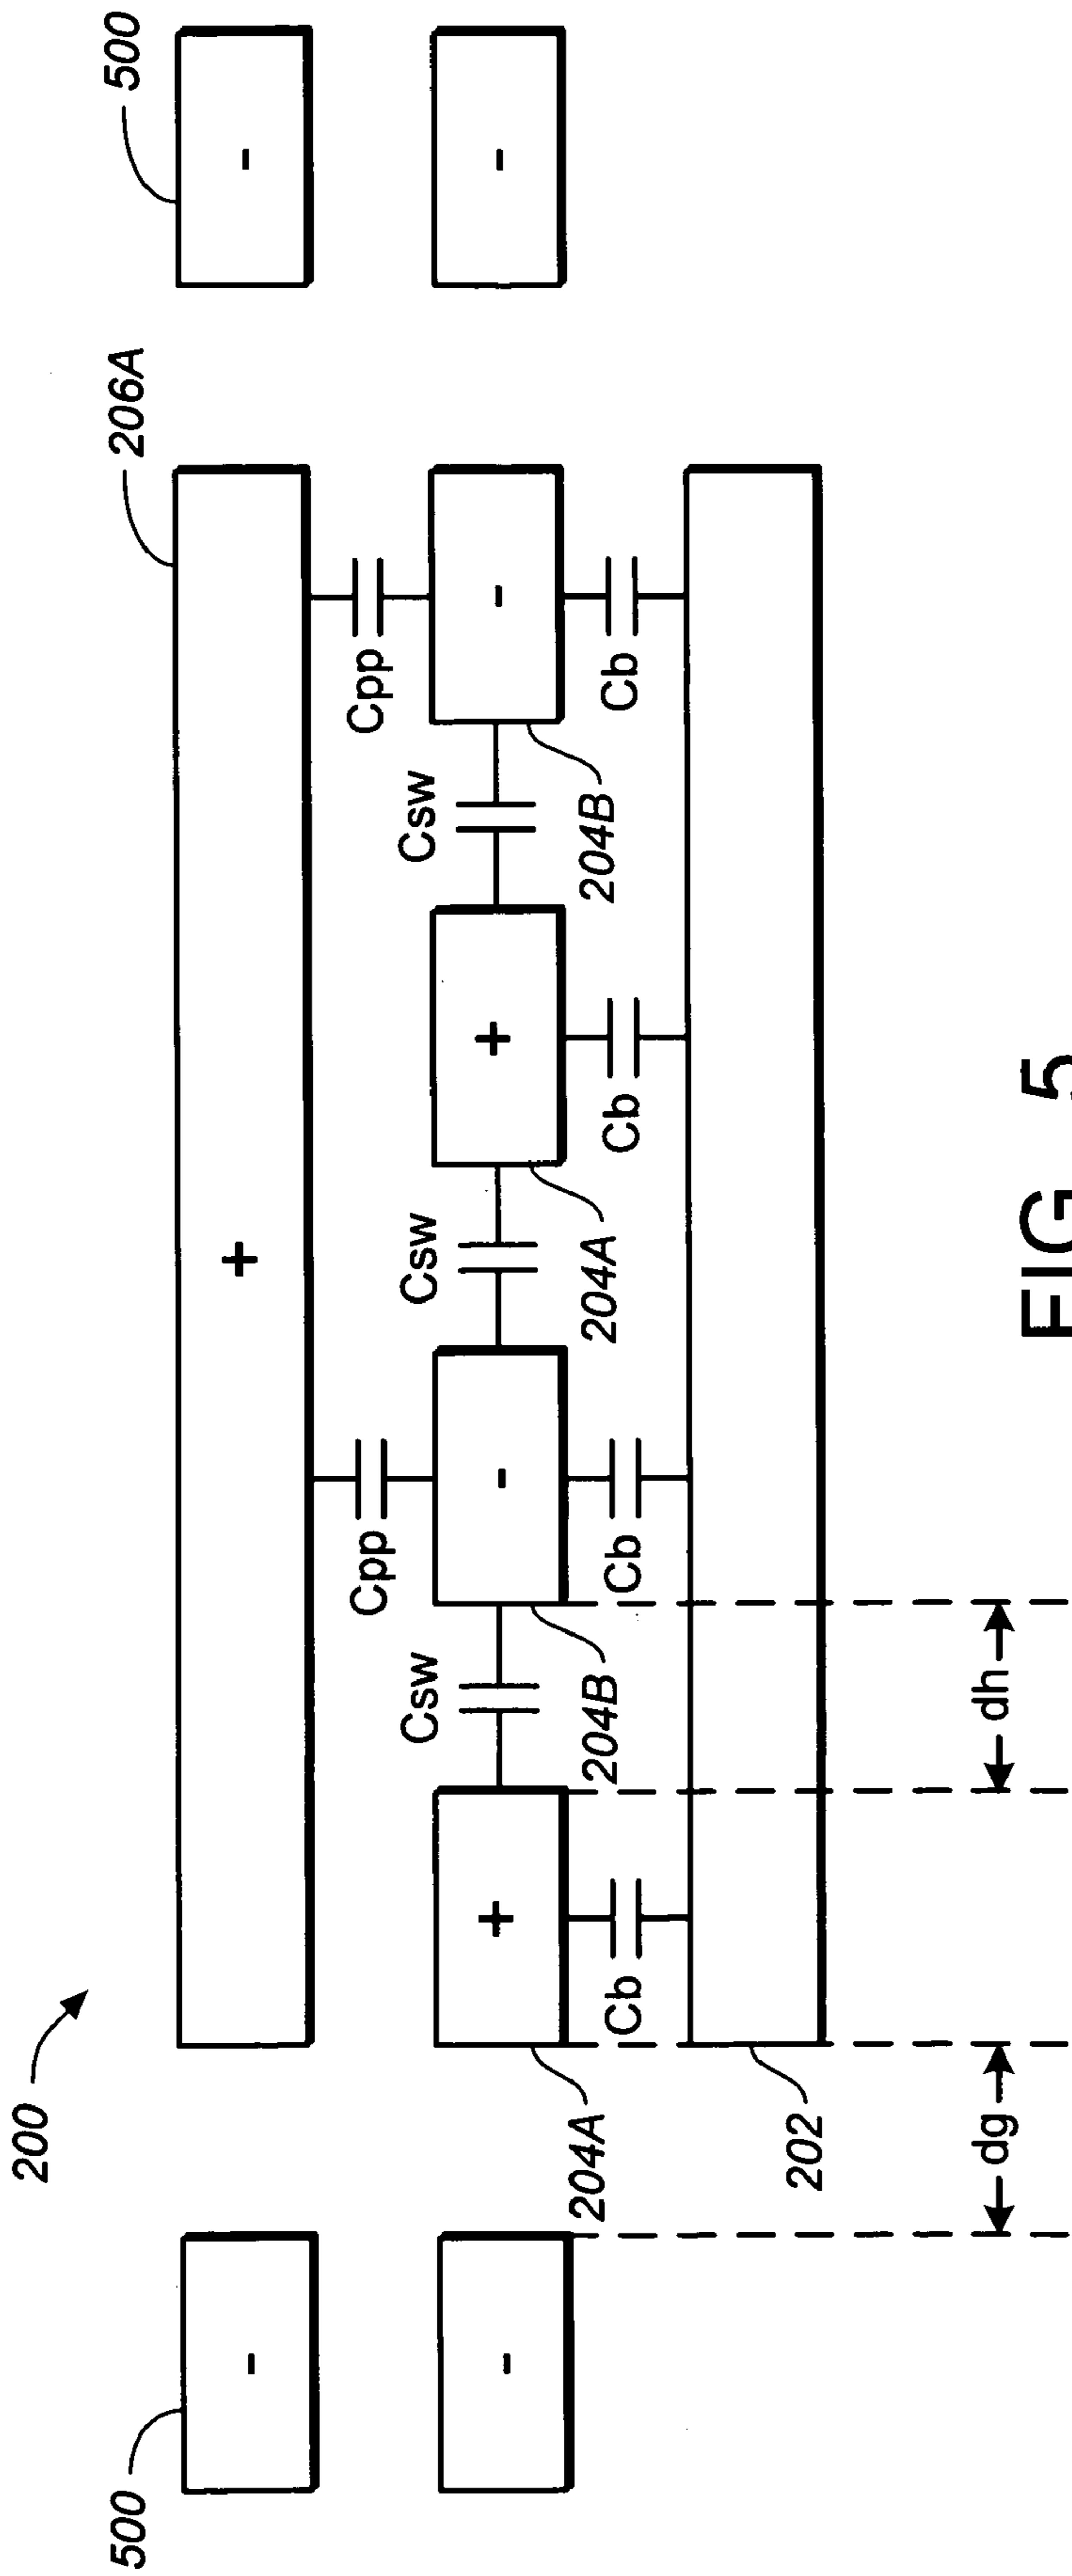 200
500
206A
500
+
-
-
Cpp
Cpp
+
-
+
-
-
-
Csw
Csw
Csw
204A
204B
204A
204B
Cb
Cb
Cb
Cb
202
dg
dh
FIG. 5